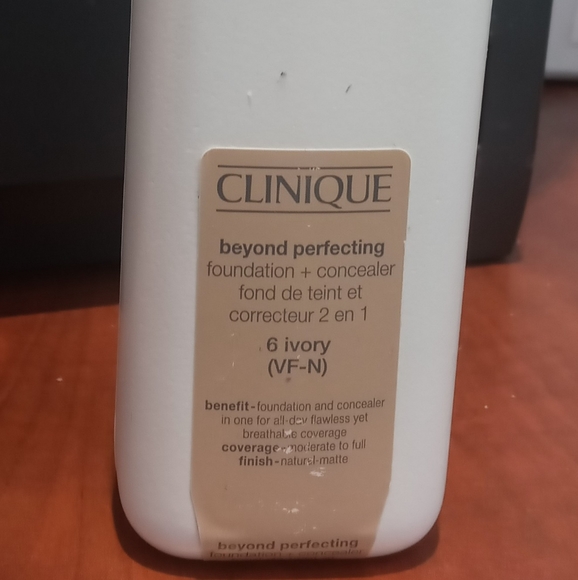 CLINIQUE
beyond perfecting
foundation + concealer
fond de teint et
correcteur 2 en 1
6 ivory
(VF-N)
benefit-foundation and concealer
in one for all-day flawless yet
breathable coverage
coverage-moderate to full
finish-natural-matte
beyond perfecting
foundation + concealer